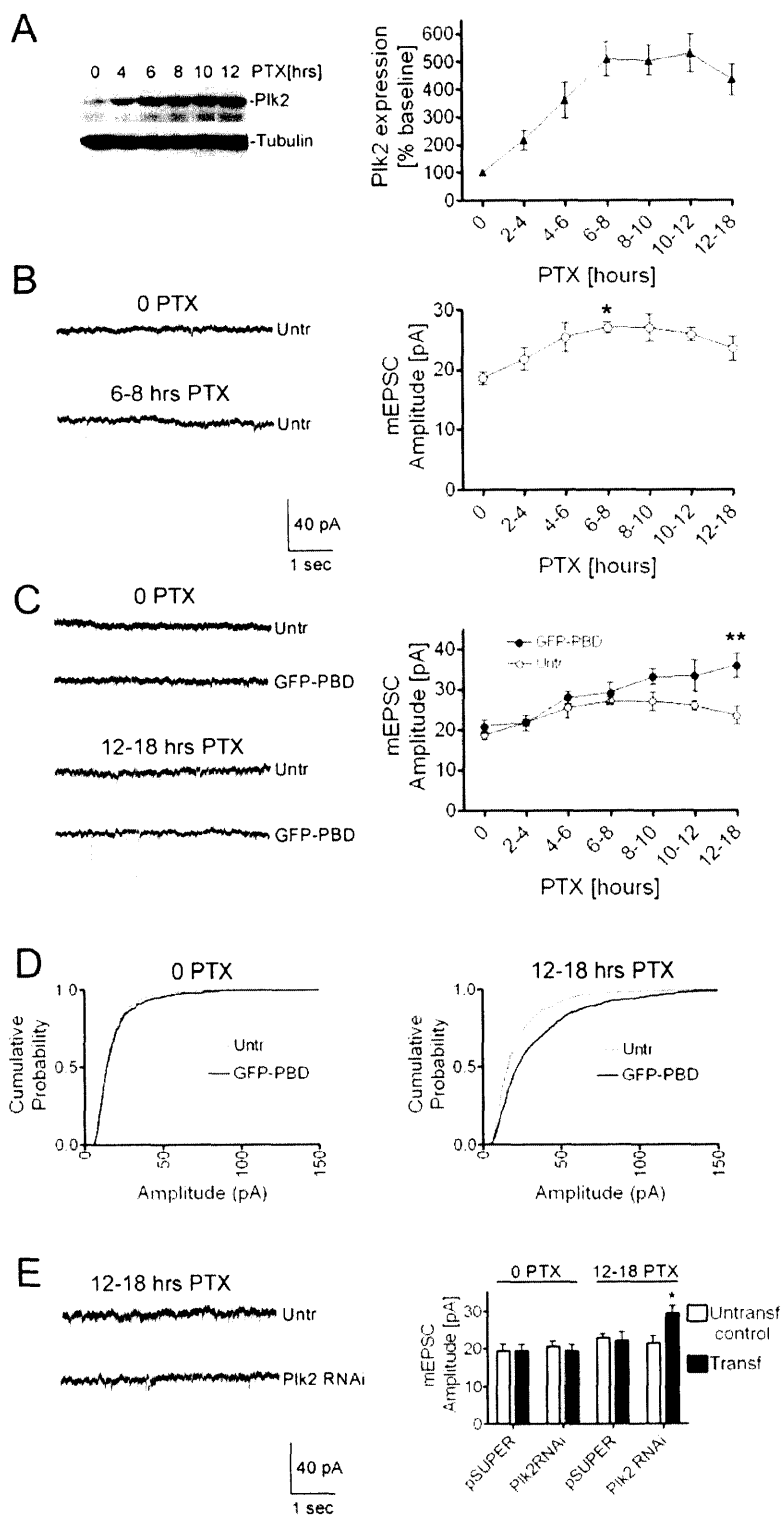 A
0 4 6 8 10 12 PTX[hrs]
-Plk2
-Tubulin
Plk2 expression
[% baseline]
600
500
400
300
200
100
0
2-4
4-6
6-8
8-10
10-12
12-18
PTX [hours]
B
0 PTX
Untr
6-8 hrs PTX
Untr
40 pA
1 sec
mEPSC
Amplitude [pA]
30
20
10
0
*
0
2-4
4-6
6-8
8-10
10-12
12-18
PTX [hours]
C
0 PTX
Untr
GFP-PBD
12-18 hrs PTX
Untr
GFP-PBD
mEPSC
Amplitude [pA]
40
30
20
10
0
GFP-PBD
Untr
**
0
2-4
4-6
6-8
8-10
10-12
12-18
PTX [hours]
D
0 PTX
Cumulative
Probability
1.0
0.5
0.0
Untr
GFP-PBD
0
50
100
150
Amplitude (pA)
12-18 hrs PTX
Cumulative
Probability
1.0
0.5
0.0
Untr
GFP-PBD
0
50
100
150
Amplitude (pA)
E
12-18 hrs PTX
Untr
Plk2 RNAi
40 pA
1 sec
0 PTX
12-18 PTX
mEPSC
Amplitude [pA]
30
20
10
0
*
Untransf
control
Transf
pSUPER
Plk2RNAi
pSUPER
Plk2 RNAi